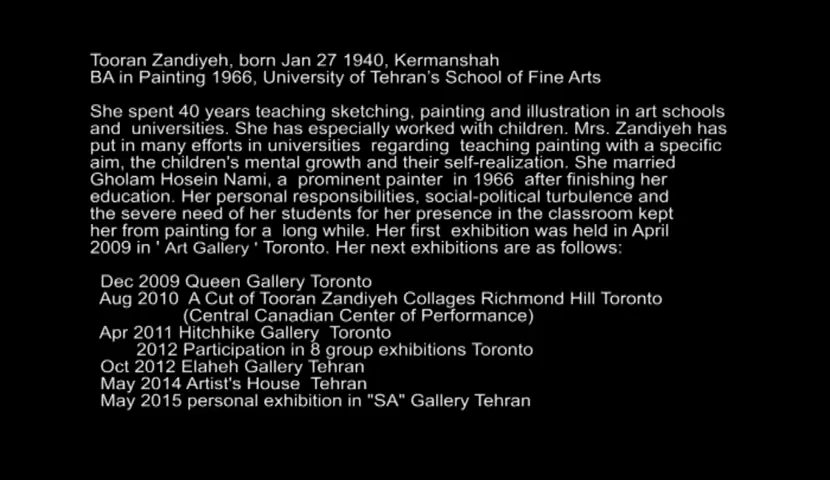 Tooran Zandiyeh, born Jan 27 1940, Kermanshah
BA in Painting 1966, University of Tehran's School of Fine Arts
She spent 40 years teaching sketching, painting and illustration in art schools
and universities. She has especially worked with children. Mrs. Zandiyeh has
put in many efforts in universities regarding teaching painting with a specific
aim, the children's mental growth and their self-realization. She married
Gholam Hosein Nami, a prominent painter in 1966 after finishing her
education. Her personal responsibilities, social-political turbulence and
the severe need of her students for her presence in the classroom kept
her from painting for a long while. Her first exhibition was held in April
2009 in ' Art Gallery ' Toronto. Her next exhibitions are as follows:
Dec 2009 Queen Gallery Toronto
Aug 2010 A Cut of Tooran Zandiyeh Collages Richmond Hill Toronto
(Central Canadian Center of Performance)
Apr 2011 Hitchhike Gallery Toronto
2012 Participation in 8 group exhibitions Toronto
Oct 2012 Elaheh Gallery Tehran
May 2014 Artist's House Tehran
May 2015 personal exhibition in "SA" Gallery Tehran